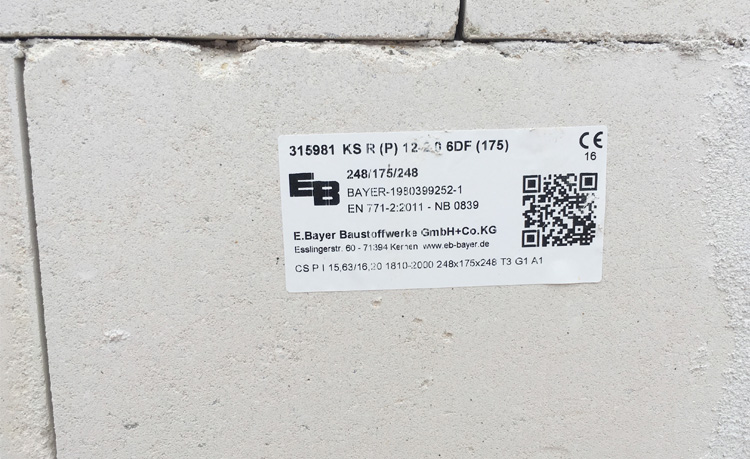 315981 KS R (P) 12-2.0 6DF (175)
CE
16
EB
248/175/248
BAYER-1980399252-1
EN 771-2:2011 - NB 0839
E.Bayer Baustoffwerke GmbH+Co.KG
Esslingerstr. 60 - 71394 Kernen www.eb-bayer.de
CS P I 15,63/16,20 1810-2000 248x175x248 T3 G1 A1